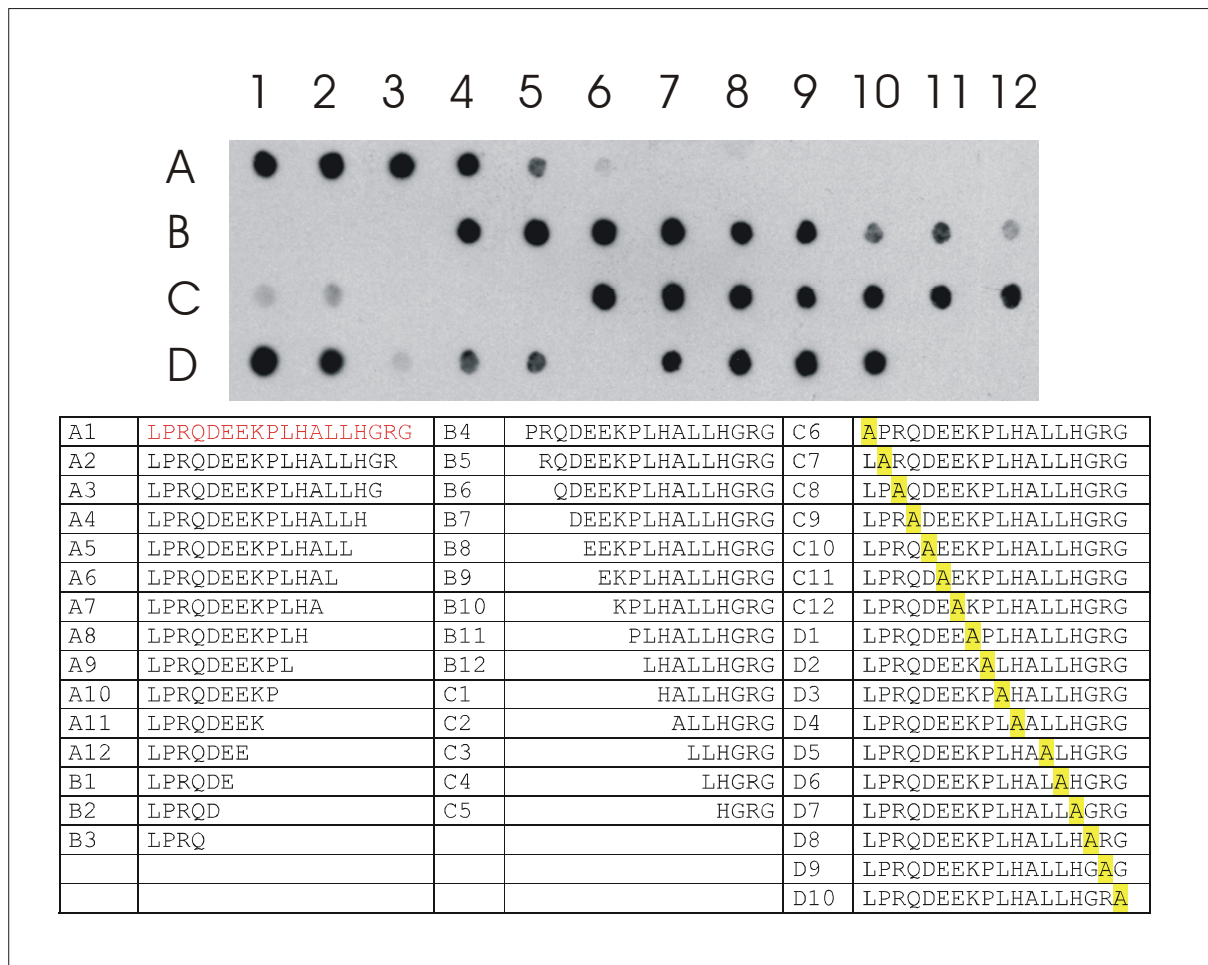 1 2 3 4 5 6 7 8 9 10 11 12
A
B
C
D
A1 LPRQDEEKPLHALLHGRG B4 PRQDEEKPLHALLHGRG C6 APRQDEEKPLHALLHGRG
A2 LPRQDEEKPLHALLHGR B5 RQDEEKPLHALLHGRG C7 LARQDEEKPLHALLHGRG
A3 LPRQDEEKPLHALLHG B6 QDEEKPLHALLHGRG C8 LPAQDEEKPLHALLHGRG
A4 LPRQDEEKPLHALLH B7 DEEKPLHALLHGRG C9 LPRADEEKPLHALLHGRG
A5 LPRQDEEKPLHALL B8 EEKPLHALLHGRG C10 LPRQAEEKPLHALLHGRG
A6 LPRQDEEKPLHAL B9 EKPLHALLHGRG C11 LPRQDAEKPLHALLHGRG
A7 LPRQDEEKPLHA B10 KPLHALLHGRG C12 LPRQDEAKPLHALLHGRG
A8 LPRQDEEKPLH B11 PLHALLHGRG D1 LPRQDEEAPLHALLHGRG
A9 LPRQDEEKPL B12 LHALLHGRG D2 LPRQDEEKALHALLHGRG
A10 LPRQDEEKP C1 HALLHGRG D3 LPRQDEEKPAHALLHGRG
A11 LPRQDEEK C2 ALLHGRG D4 LPRQDEEKPLAALLHGRG
A12 LPRQDEE C3 LLHGRG D5 LPRQDEEKPLHAALHGRG
B1 LPRQDE C4 LHGRG D6 LPRQDEEKPLHALAHGRG
B2 LPRQD C5 HGRG D7 LPRQDEEKPLHALLAGRG
B3 LPRQ D8 LPRQDEEKPLHALLHARG
D9 LPRQDEEKPLHALLHGAG
D10 LPRQDEEKPLHALLHGRA